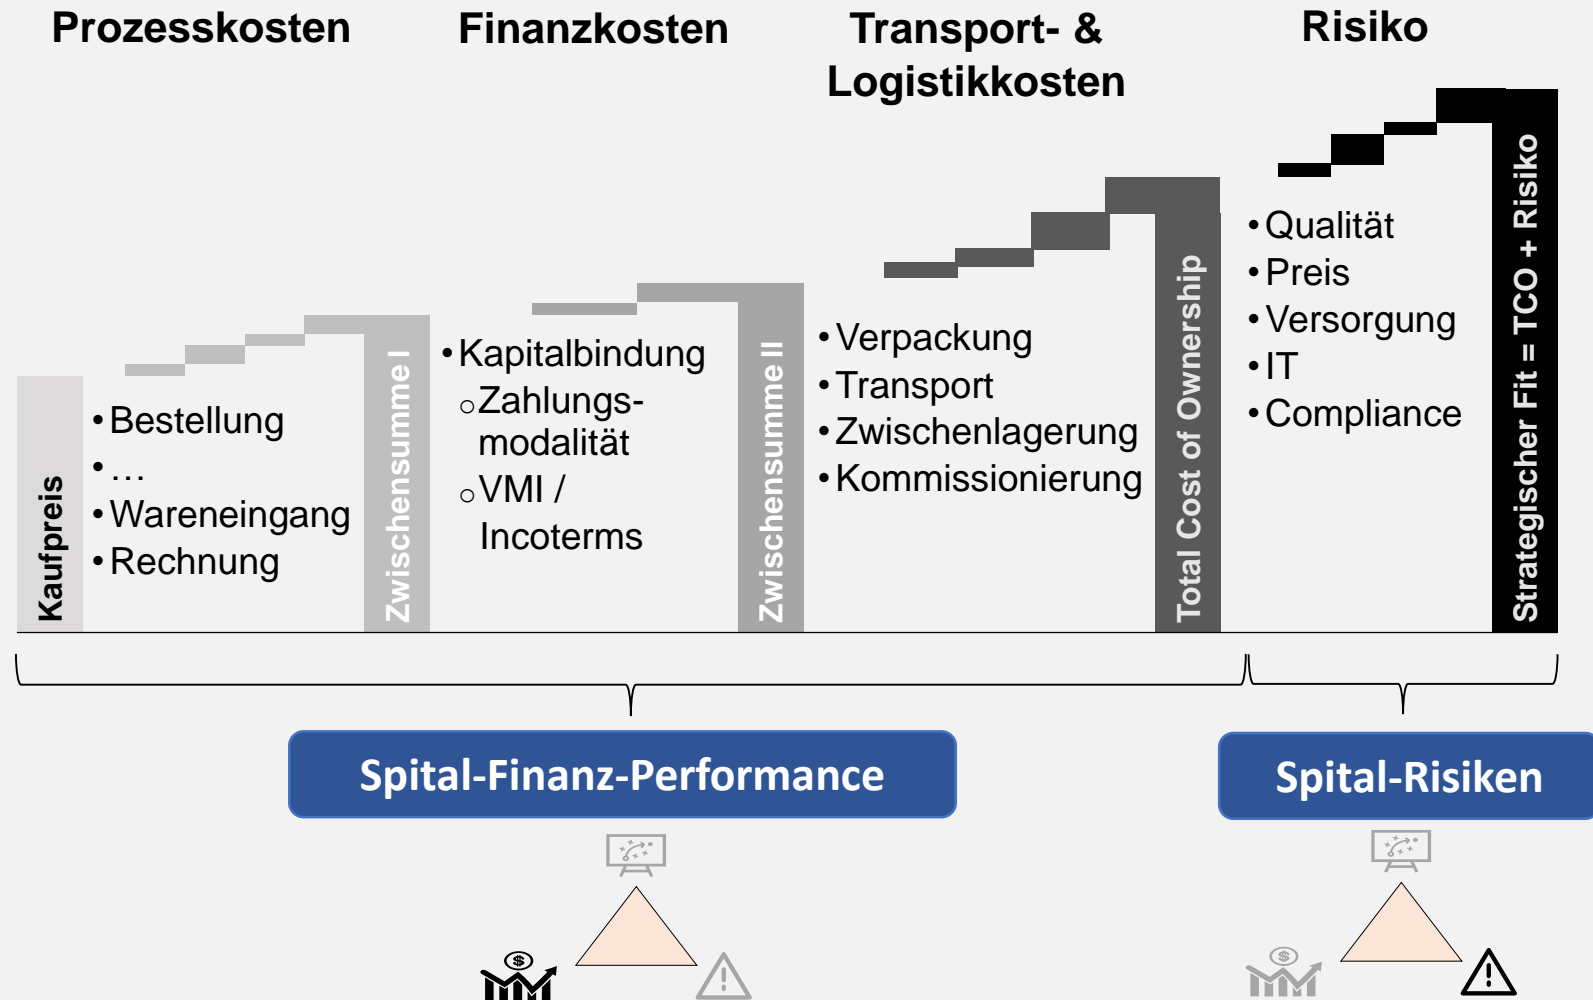 Prozesskosten
Finanzkosten
Transport- &
Logistikkosten
Risiko
Kaufpreis
•Bestellung
•…
•Wareneingang
•Rechnung
Zwischensumme I
•Kapitalbindung
○Zahlungs-
modalität
○VMI /
Incoterms
Zwischensumme II
•Verpackung
•Transport
•Zwischenlagerung
•Kommissionierung
Total Cost of Ownership
•Qualität
•Preis
•Versorgung
•IT
•Compliance
Strategischer Fit = TCO + Risiko
Spital-Finanz-Performance
Spital-Risiken
$
$